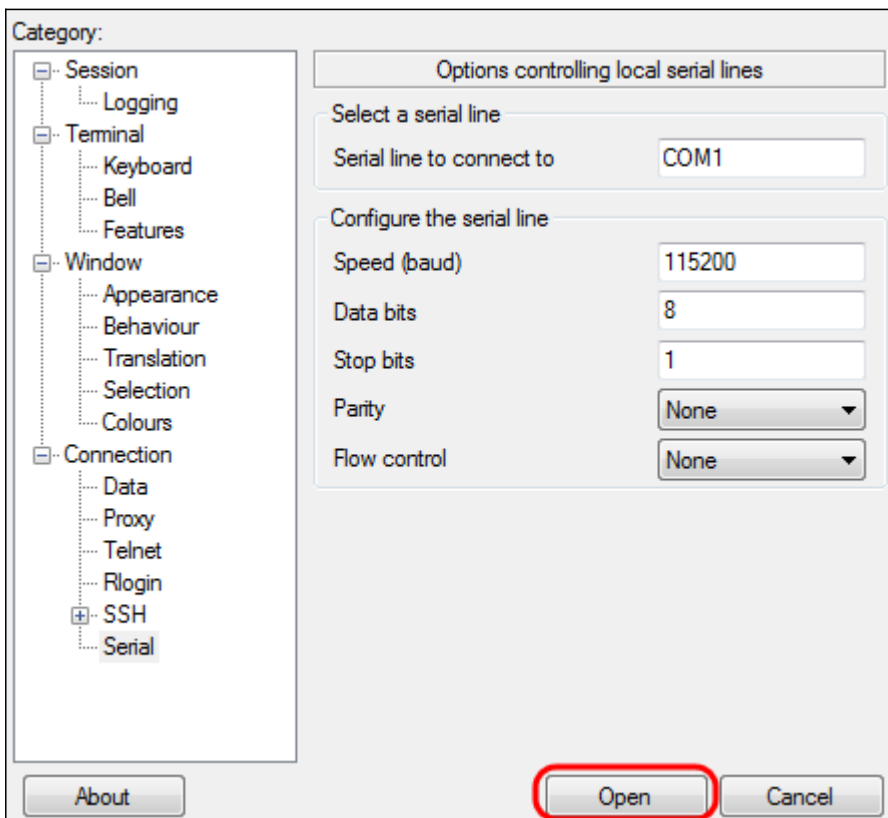 Category:
Session
Logging
Terminal
Keyboard
Bell
Features
Window
Appearance
Behaviour
Translation
Selection
Colours
Connection
Data
Proxy
Telnet
Rlogin
SSH
Serial
Options controlling local serial lines
Select a serial line
Serial line to connect to COM1
Configure the serial line
Speed (baud) 115200
Data bits 8
Stop bits 1
Parity None
Flow control None
About Open Cancel